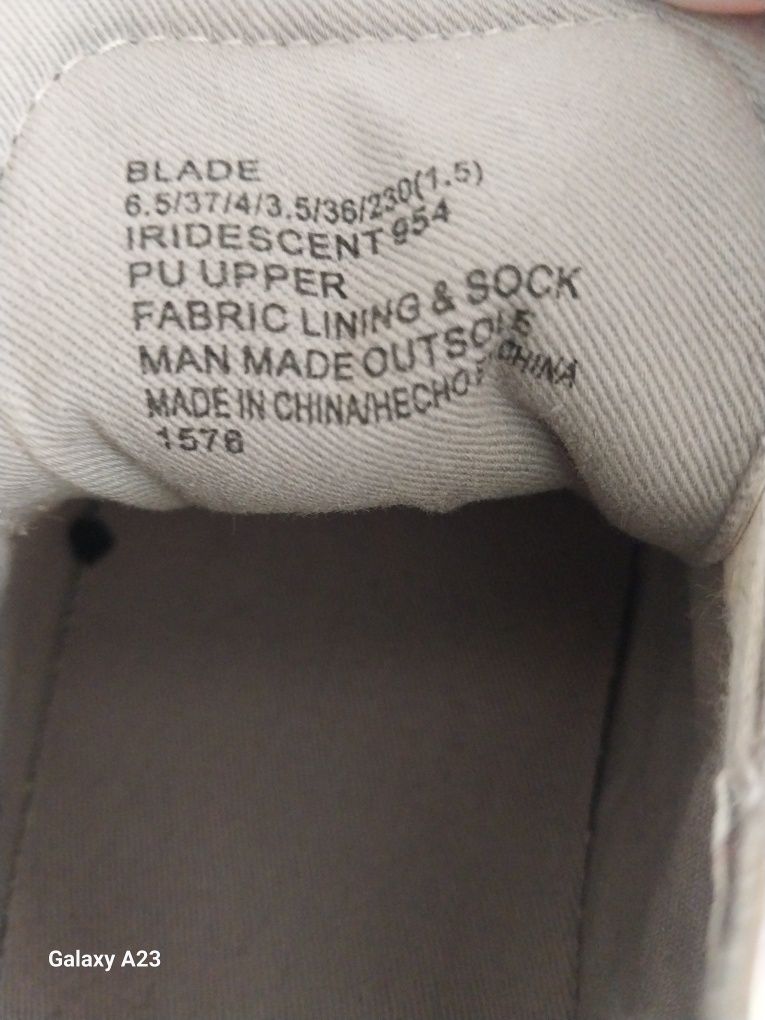 BLADE
6.5/37/4/3.5/36/230(1.5)
IRIDESCENT 954
PU UPPER
FABRIC LINING & SOCK
MAN MADE OUTSOLE
MADE IN CHINA/HECHO CHINA
1576
Galaxy A23